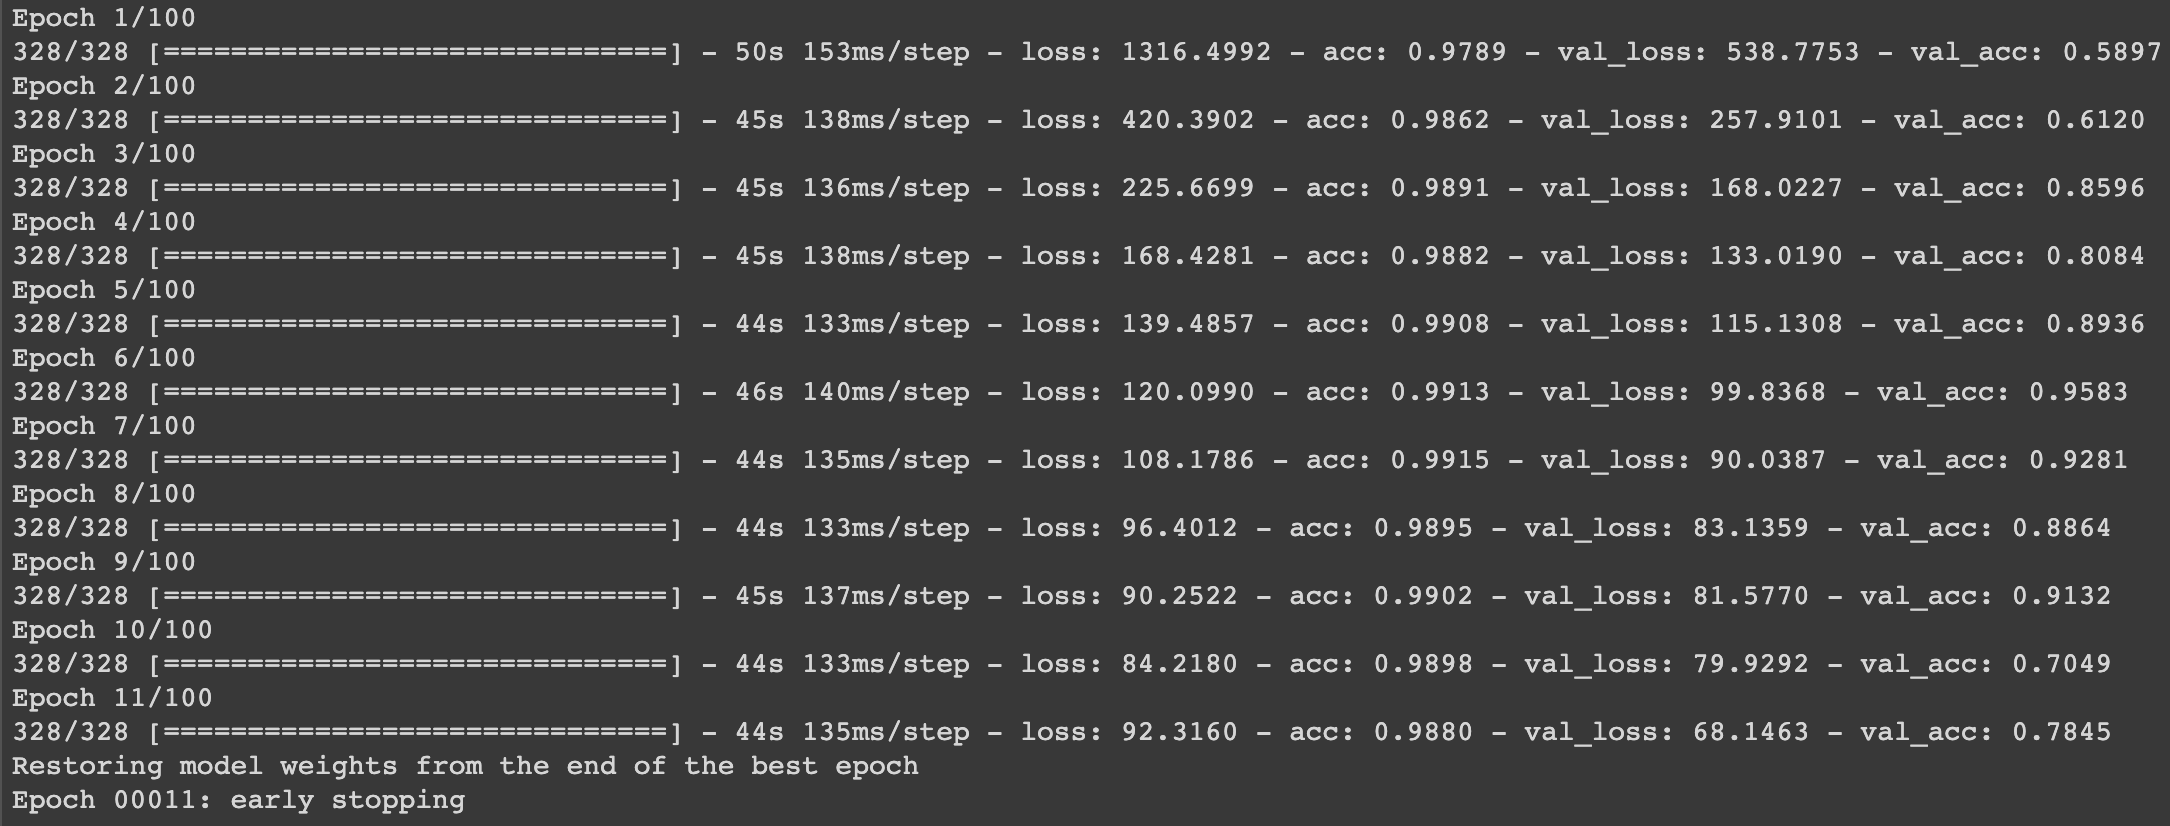 Epoch 1/100
328/328 [==============================] - 50s 153ms/step - loss: 1316.4992 - acc: 0.9789 - val_loss: 538.7753 - val_acc: 0.5897
Epoch 2/100
328/328 [==============================] - 45s 138ms/step - loss: 420.3902 - acc: 0.9862 - val_loss: 257.9101 - val_acc: 0.6120
Epoch 3/100
328/328 [==============================] - 45s 136ms/step - loss: 225.6699 - acc: 0.9891 - val_loss: 168.0227 - val_acc: 0.8596
Epoch 4/100
328/328 [==============================] - 45s 138ms/step - loss: 168.4281 - acc: 0.9882 - val_loss: 133.0190 - val_acc: 0.8084
Epoch 5/100
328/328 [==============================] - 44s 133ms/step - loss: 139.4857 - acc: 0.9908 - val_loss: 115.1308 - val_acc: 0.8936
Epoch 6/100
328/328 [==============================] - 46s 140ms/step - loss: 120.0990 - acc: 0.9913 - val_loss: 99.8368 - val_acc: 0.9583
Epoch 7/100
328/328 [==============================] - 44s 135ms/step - loss: 108.1786 - acc: 0.9915 - val_loss: 90.0387 - val_acc: 0.9281
Epoch 8/100
328/328 [==============================] - 44s 133ms/step - loss: 96.4012 - acc: 0.9895 - val_loss: 83.1359 - val_acc: 0.8864
Epoch 9/100
328/328 [==============================] - 45s 137ms/step - loss: 90.2522 - acc: 0.9902 - val_loss: 81.5770 - val_acc: 0.9132
Epoch 10/100
328/328 [==============================] - 44s 133ms/step - loss: 84.2180 - acc: 0.9898 - val_loss: 79.9292 - val_acc: 0.7049
Epoch 11/100
328/328 [==============================] - 44s 135ms/step - loss: 92.3160 - acc: 0.9880 - val_loss: 68.1463 - val_acc: 0.7845
Restoring model weights from the end of the best epoch
Epoch 00011: early stopping